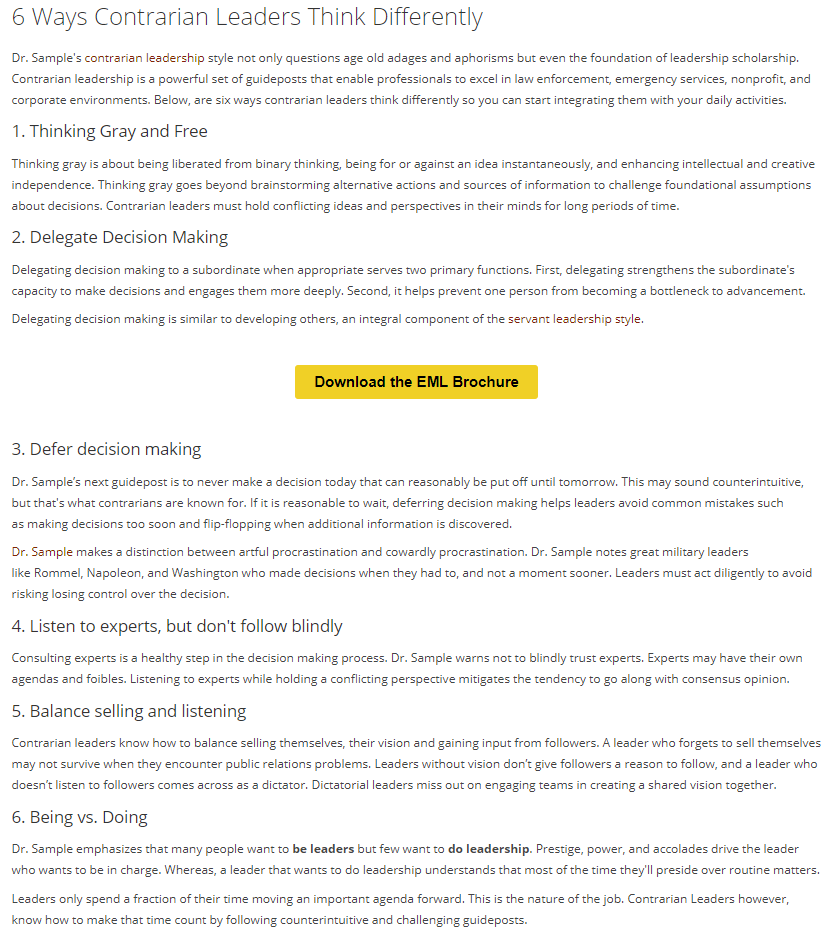 6 Ways Contrarian Leaders Think Differently
Dr. Sample's contrarian leadership style not only questions age old adages and aphorisms but even the foundation of leadership scholarship.
Contrarian leadership is a powerful set of guideposts that enable professionals to excel in law enforcement, emergency services, nonprofit, and
corporate environments. Below, are six ways contrarian leaders think differently so you can start integrating them with your daily activities.
1. Thinking Gray and Free
Thinking gray is about being liberated from binary thinking, being for or against an idea instantaneously, and enhancing intellectual and creative
independence. Thinking gray goes beyond brainstorming alternative actions and sources of information to challenge foundational assumptions
about decisions. Contrarian leaders must hold conflicting ideas and perspectives in their minds for long periods of time.
2. Delegate Decision Making
Delegating decision making to a subordinate when appropriate serves two primary functions. First, delegating strengthens the subordinate's
capacity to make decisions and engages them more deeply. Second, it helps prevent one person from becoming a bottleneck to advancement.
Delegating decision making is similar to developing others, an integral component of the servant leadership style.
Download the EML Brochure
3. Defer decision making
Dr. Sample's next guidepost is to never make a decision today that can reasonably be put off until tomorrow. This may sound counterintuitive,
but that's what contrarians are known for. If it is reasonable to wait, deferring decision making helps leaders avoid common mistakes such
as making decisions too soon and flip-flopping when additional information is discovered.
Dr. Sample makes a distinction between artful procrastination and cowardly procrastination. Dr. Sample notes great military leaders
like Rommel, Napoleon, and Washington who made decisions when they had to, and not a moment sooner. Leaders must act diligently to avoid
risking losing control over the decision.
4. Listen to experts, but don't follow blindly
Consulting experts is a healthy step in the decision making process. Dr. Sample warns not to blindly trust experts. Experts may have their own
agendas and foibles. Listening to experts while holding a conflicting perspective mitigates the tendency to go along with consensus opinion.
5. Balance selling and listening
Contrarian leaders know how to balance selling themselves, their vision and gaining input from followers. A leader who forgets to sell themselves
may not survive when they encounter public relations problems. Leaders without vision don't give followers a reason to follow, and a leader who
doesn't listen to followers comes across as a dictator. Dictatorial leaders miss out on engaging teams in creating a shared vision together.
6. Being vs. Doing
Dr. Sample emphasizes that many people want to be leaders but few want to do leadership. Prestige, power, and accolades drive the leader
who wants to be in charge. Whereas, a leader that wants to do leadership understands that most of the time they'll preside over routine matters.
Leaders only spend a fraction of their time moving an important agenda forward. This is the nature of the job. Contrarian Leaders however,
know how to make that time count by following counterintuitive and challenging guideposts.